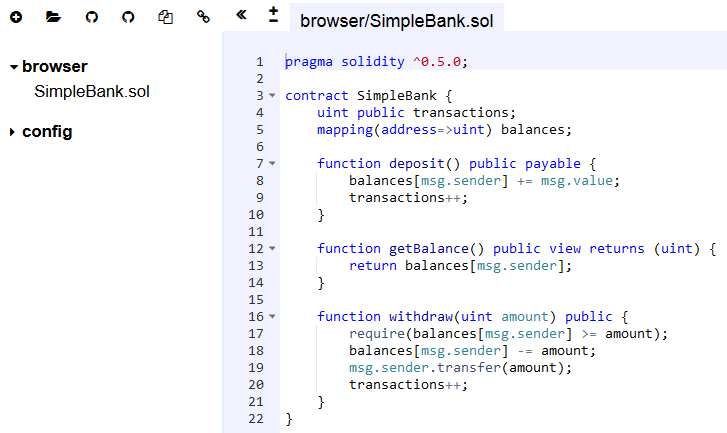 browser/SimpleBank.sol
browser
SimpleBank.sol
config
1 pragma solidity ^0.5.0;
2
3 contract SimpleBank {
4     uint public transactions;
5     mapping(address=>uint) balances;
6
7     function deposit() public payable {
8         balances[msg.sender] += msg.value;
9         transactions++;
10     }
11
12     function getBalance() public view returns (uint) {
13         return balances[msg.sender];
14     }
15
16     function withdraw(uint amount) public {
17         require(balances[msg.sender] >= amount);
18         balances[msg.sender] -= amount;
19         msg.sender.transfer(amount);
20         transactions++;
21     }
22 }